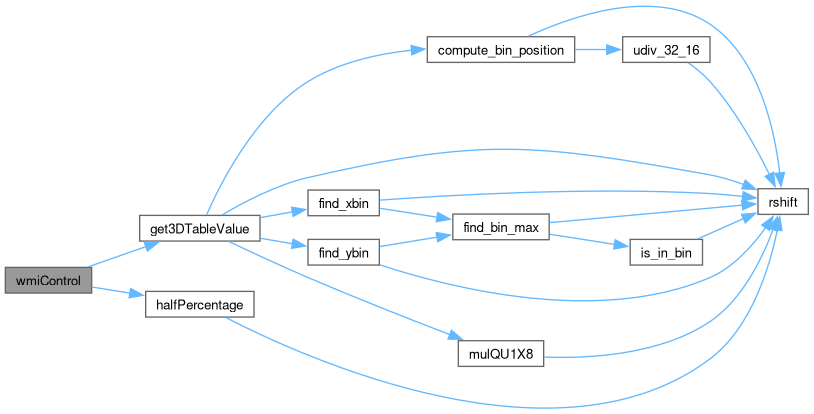 compute_bin_position
udiv_32_16
find_xbin
rshift
get3DTableValue
find_bin_max
find_ybin
is_in_bin
wmiControl
halfPercentage
mulQU1X8